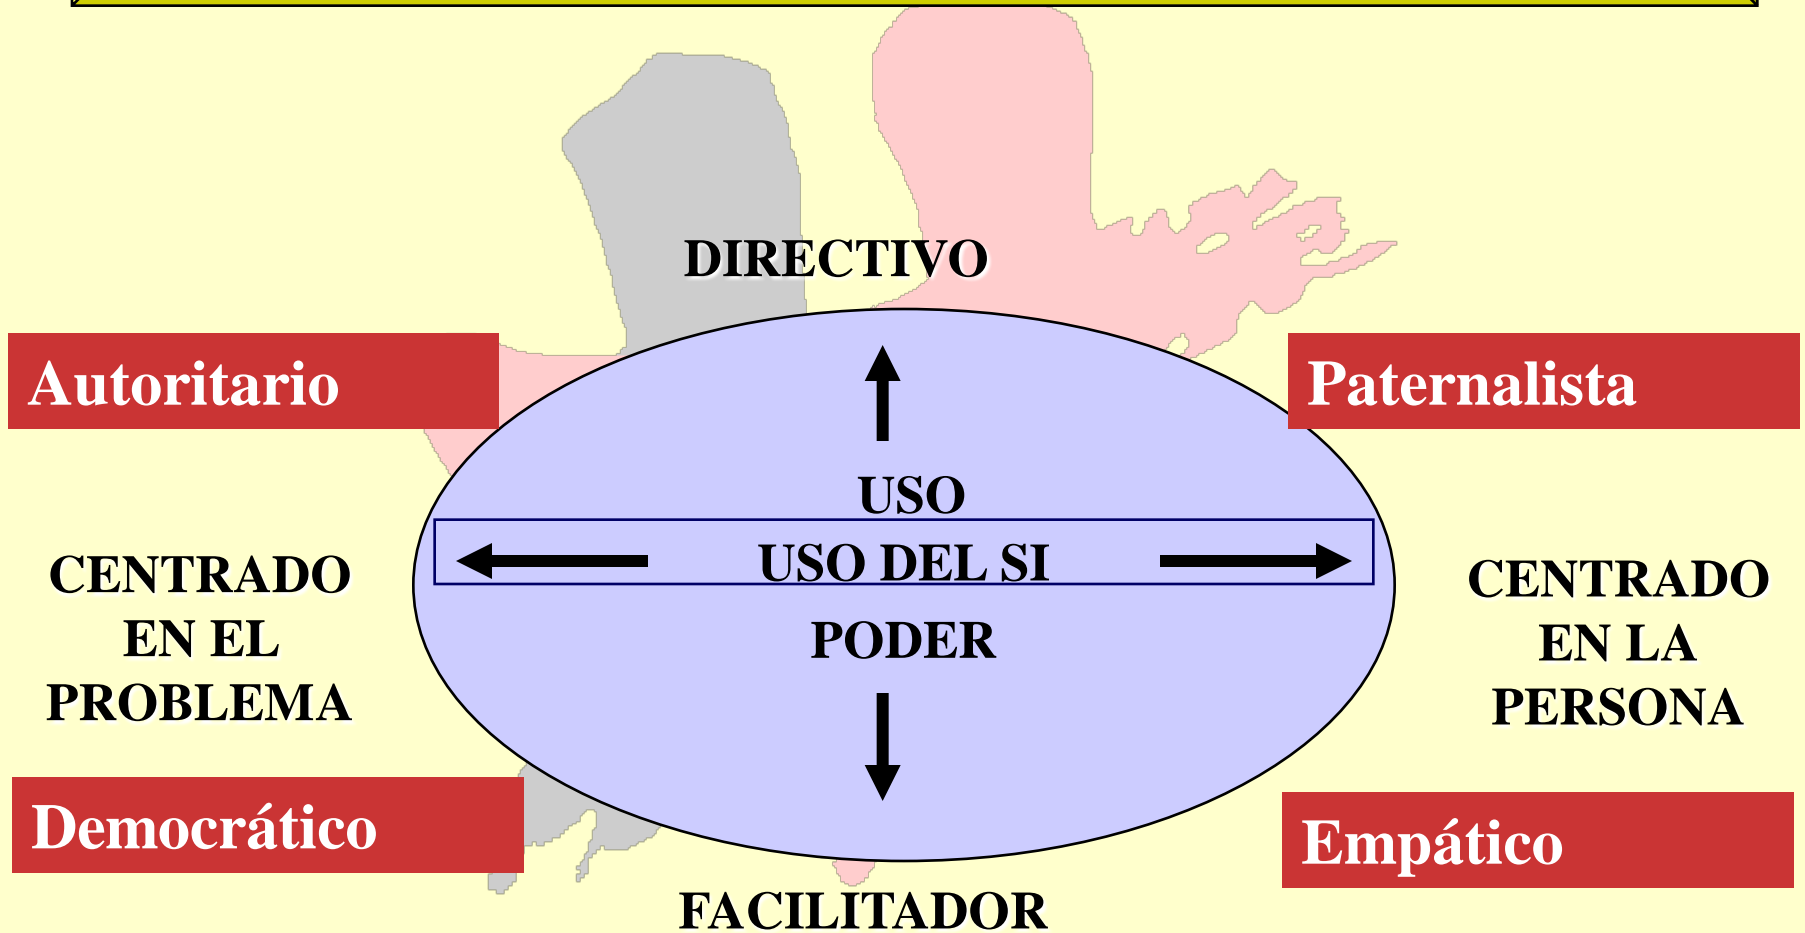 DIRECTIVO
Autoritario
Paternalista
USO
USO DEL SI
PODER
CENTRADO
EN EL
PROBLEMA
CENTRADO
EN LA
PERSONA
Democrático
Empático
FACILITADOR